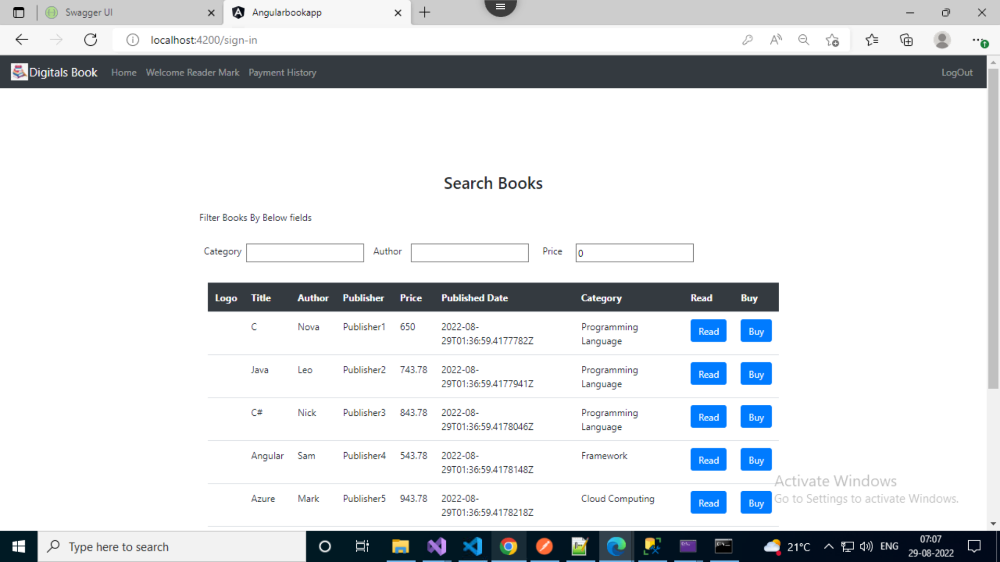 Swagger UI
Angularbookapp
localhost:4200/sign-in
Digitals Book Home Welcome Reader Mark Payment History LogOut
Search Books
Filter Books By Below fields
Category Author Price 0
Logo Title Author Publisher Price Published Date Category Read Buy
C Nova Publisher1 650 2022-08-29T01:36:59.4177782Z Programming Language Read Buy
Java Leo Publisher2 743.78 2022-08-29T01:36:59.4177941Z Programming Language Read Buy
C# Nick Publisher3 843.78 2022-08-29T01:36:59.4178046Z Programming Language Read Buy
Angular Sam Publisher4 543.78 2022-08-29T01:36:59.4178148Z Framework Read Buy
Azure Mark Publisher5 943.78 2022-08-29T01:36:59.4178218Z Cloud Computing Read Buy
Activate Windows
Go to Settings to activate Windows.
Type here to search
21°C
ENG
07:07
29-08-2022